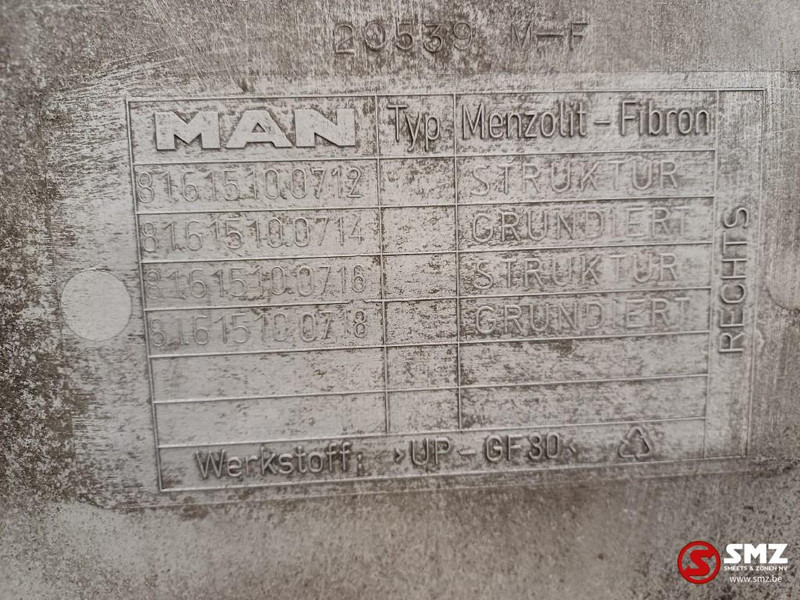 20539 M-F
MAN Typ Menzolit-Fibron
81.61510.0712 STRUKTUR
81.61510.0714 GRUNDIERT
81.61510.0716 STRUKTUR
81.61510.0718 GRUNDIERT
RECHTS
Werkstoff: >UP-GF30<
SMZ
SMEETS & ZONEN NV
www.smz.be